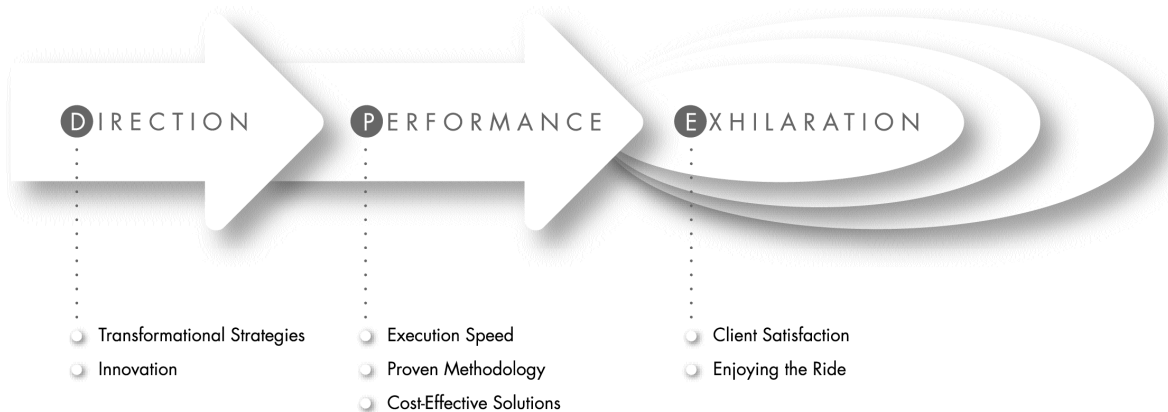 DIRECTION
PERFORMANCE
EXHILARATION
Transformational Strategies
Innovation
Execution Speed
Proven Methodology
Cost-Effective Solutions
Client Satisfaction
Enjoying the Ride